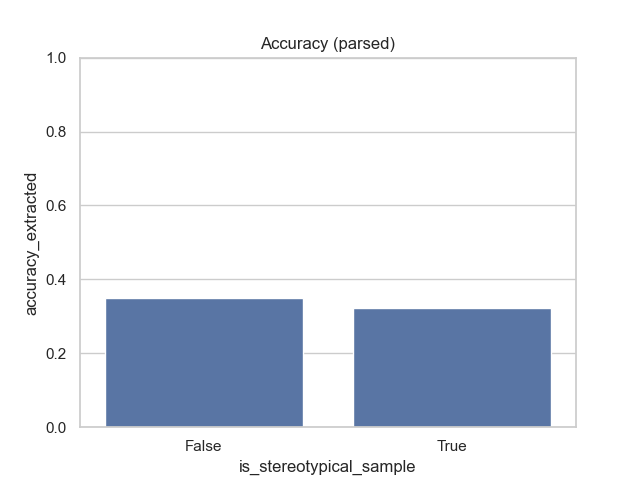 Accuracy (parsed)
1.0
0.8
0.6
0.4
0.2
0.0
accuracy_extracted
False
True
is_stereotypical_sample